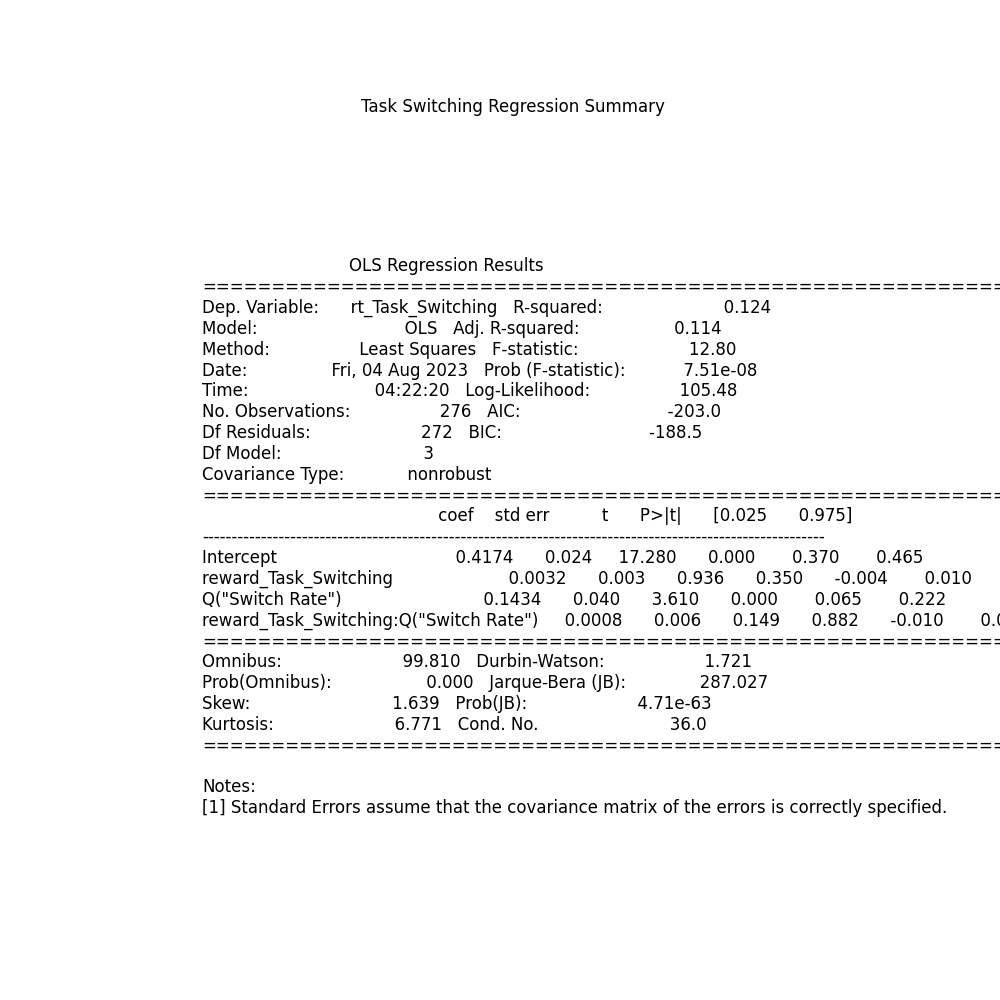 Task Switching Regression Summary
OLS Regression Results
==============================================================================
Dep. Variable: rt_Task_Switching R-squared: 0.124
Model: OLS Adj. R-squared: 0.114
Method: Least Squares F-statistic: 12.80
Date: Fri, 04 Aug 2023 Prob (F-statistic): 7.51e-08
Time: 04:22:20 Log-Likelihood: 105.48
No. Observations: 276 AIC: -203.0
Df Residuals: 272 BIC: -188.5
Df Model: 3
Covariance Type: nonrobust
==============================================================================
coef std err t P>|t| [0.025 0.975]
------------------------------------------------------------------------------
Intercept 0.4174 0.024 17.280 0.000 0.370 0.465
reward_Task_Switching 0.0032 0.003 0.936 0.350 -0.004 0.010
Q("Switch Rate") 0.1434 0.040 3.610 0.000 0.065 0.222
reward_Task_Switching:Q("Switch Rate") 0.0008 0.006 0.149 0.882 -0.010
==============================================================================
Omnibus: 99.810 Durbin-Watson: 1.721
Prob(Omnibus): 0.000 Jarque-Bera (JB): 287.027
Skew: 1.639 Prob(JB): 4.71e-63
Kurtosis: 6.771 Cond. No. 36.0
==============================================================================
Notes:
[1] Standard Errors assume that the covariance matrix of the errors is correctly specified.